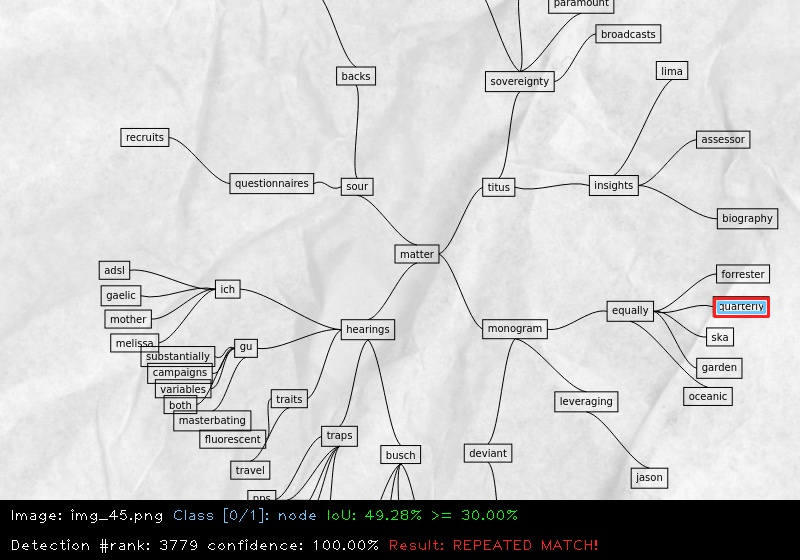 paramount
broadcasts
lima
backs
sovereignty
recruits
assessor
questionnaires
sour
titus
insights
biography
matter
adsl
forrester
ich
gaelic
quarterly
equally
mother
hearings
monogram
ska
melissa
gu
substantially
garden
campaigns
variables
oceanic
both
traits
leveraging
masterbating
fluorescent
traps
travel
busch
deviant
jason
pps
Image: img_45.png Class [0/1]: node IoU: 49.28% >= 30.00%
Detection #rank: 3779 confidence: 100.00% Result: REPEATED MATCH!